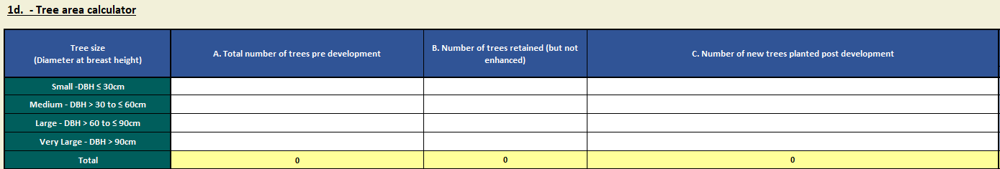 1d.  - Tree area calculator
Tree size
(Diameter at breast height)
A. Total number of trees pre development
B. Number of trees retained (but not
enhanced)
C. Number of new trees planted post development
Small -DBH ≤ 30cm
Medium - DBH > 30 to ≤ 60cm
Large - DBH > 60 to ≤ 90cm
Very Large - DBH > 90cm
Total 0 0 0